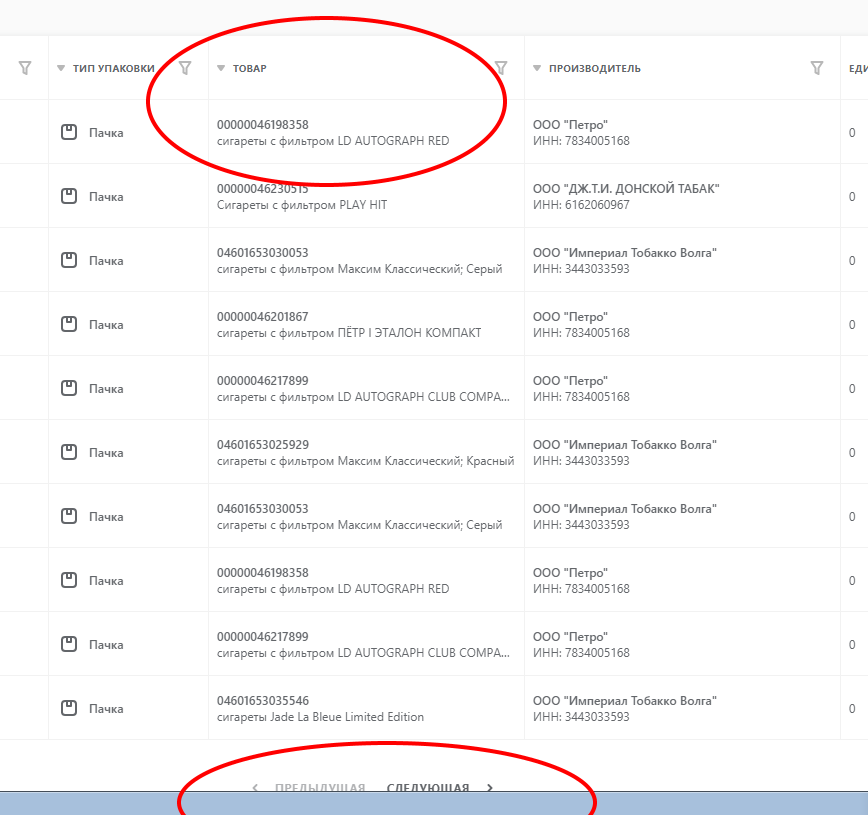 ТИП УПАКОВКИ ТОВАР ПРОИЗВОДИТЕЛЬ ЕДИ
Пачка 00000046198358 ООО "Петро" 0
сигареты с фильтром LD AUTOGRAPH RED ИНН: 7834005168
Пачка 00000046230515 ООО "ДЖ.Т.И. ДОНСКОЙ ТАБАК" 0
Сигареты с фильтром PLAY HIT ИНН: 6162060967
Пачка 04601653030053 ООО "Империал Тобакко Волга" 0
сигареты с фильтром Максим Классический; Серый ИНН: 3443033593
Пачка 00000046201867 ООО "Петро" 0
сигареты с фильтром ПЁТР I ЭТАЛОН КОМПАКТ ИНН: 7834005168
Пачка 00000046217899 ООО "Петро" 0
сигареты с фильтром LD AUTOGRAPH CLUB COMPA... ИНН: 7834005168
Пачка 04601653025929 ООО "Империал Тобакко Волга" 0
сигареты с фильтром Максим Классический; Красный ИНН: 3443033593
Пачка 04601653030053 ООО "Империал Тобакко Волга" 0
сигареты с фильтром Максим Классический; Серый ИНН: 3443033593
Пачка 00000046198358 ООО "Петро" 0
сигареты с фильтром LD AUTOGRAPH RED ИНН: 7834005168
Пачка 00000046217899 ООО "Петро" 0
сигареты с фильтром LD AUTOGRAPH CLUB COMPA... ИНН: 7834005168
Пачка 04601653035546 ООО "Империал Тобакко Волга" 0
сигареты Jade La Bleue Limited Edition ИНН: 3443033593
ПРЕДЫДУЩАЯ СЛЕДУЮЩАЯ